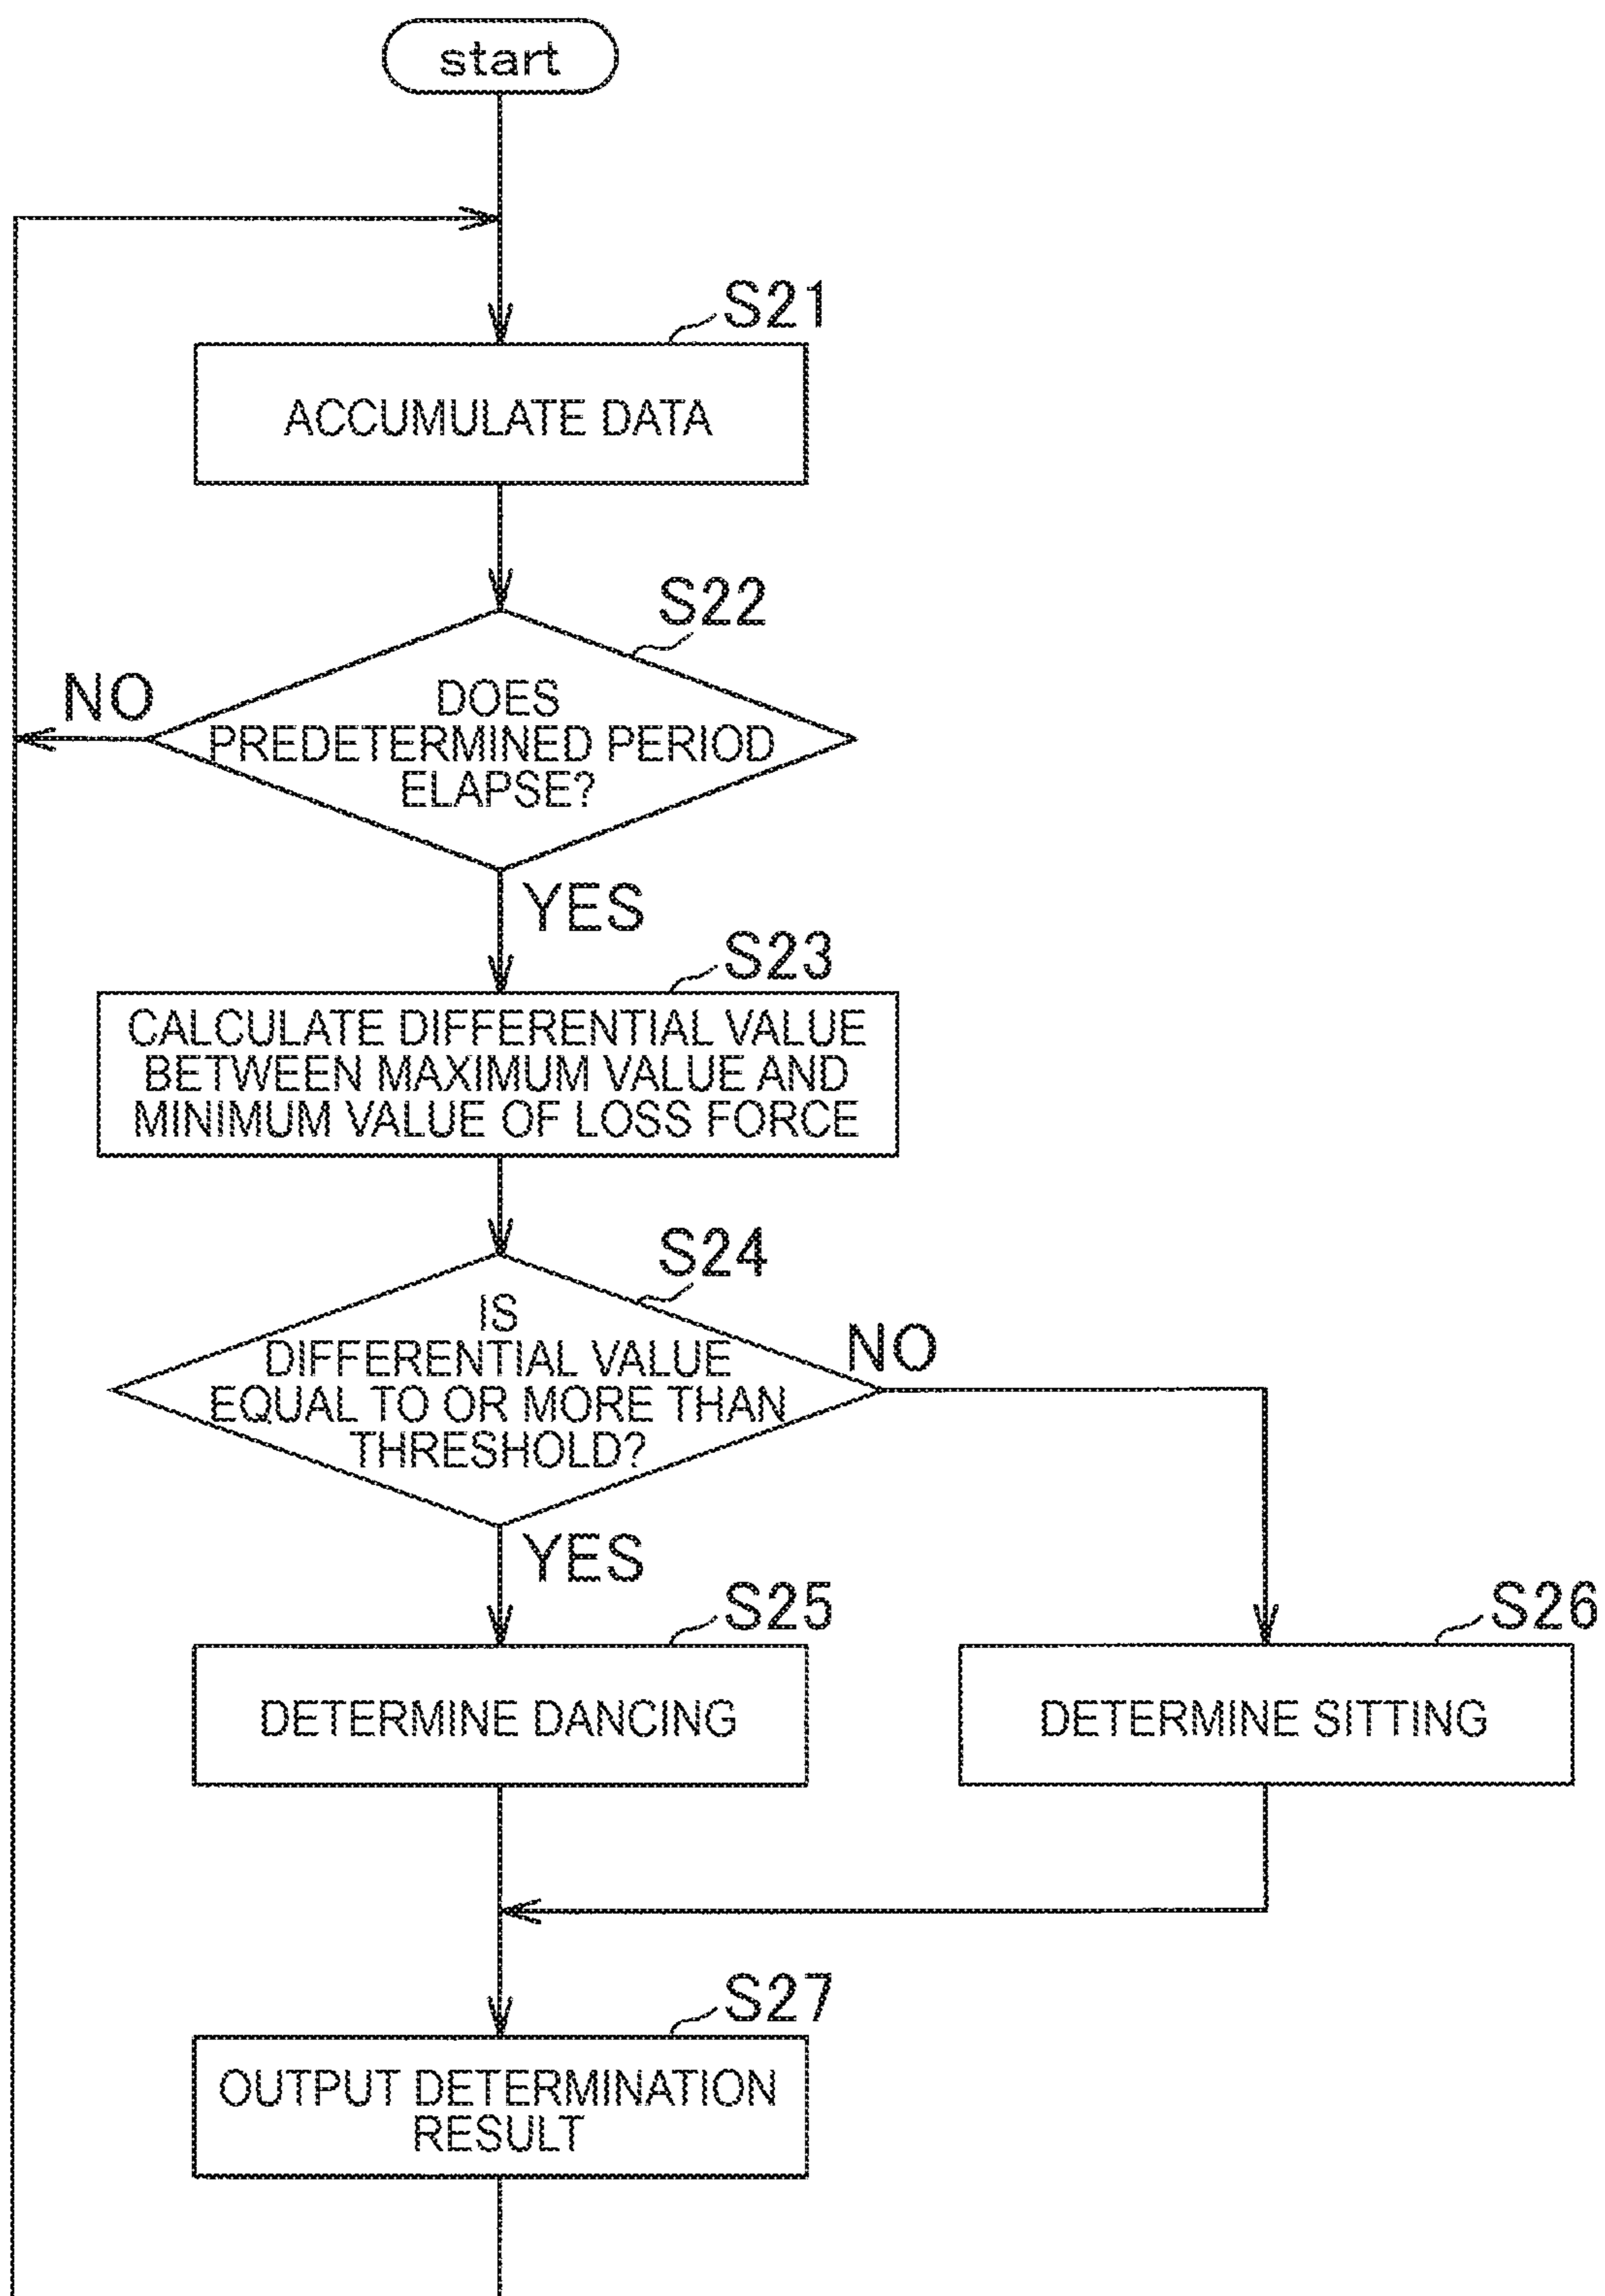 start
S21
ACCUMULATE DATA
S22
NO
DOES
PREDETERMINED PERIOD
ELAPSE?
YES
S23
CALCULATE DIFFERENTIAL VALUE
BETWEEN MAXIMUM VALUE AND
MINIMUM VALUE OF LOSS FORCE
S24
IS
DIFFERENTIAL VALUE
EQUAL TO OR MORE THAN
THRESHOLD?
NO
YES
S25
DETERMINE DANCING
S26
DETERMINE SITTING
S27
OUTPUT DETERMINATION
RESULT